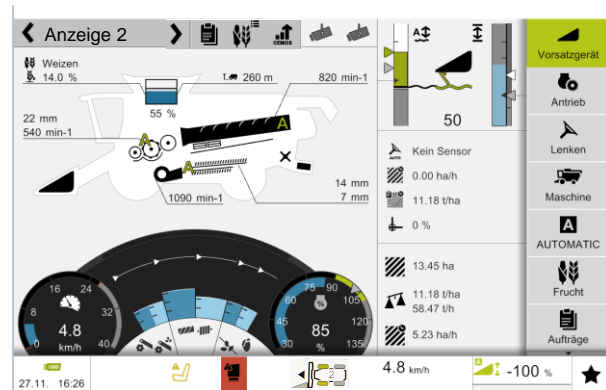 Anzeige 2
CEMOS
Weizen
14.0 %
260 m
820 min-1
55 %
22 mm
540 min-1
A
A
A
1090 min-1
14 mm
7 mm
A
50
AUTO
Kein Sensor
0.00 ha/h
11.18 t/ha
0 %
13.45 ha
11.18 t/ha
58.47 t/h
5.23 ha/h
0
8
16
24
32
40
4.8
km/h
30
45
60
75
90
105
120
135
%
85
%
Vorsatzgerät
Antrieb
Lenken
Maschine
A
AUTOMATIC
Frucht
Aufträge
USB
27.11. 16:26
2
4.8 km/h
-100 %